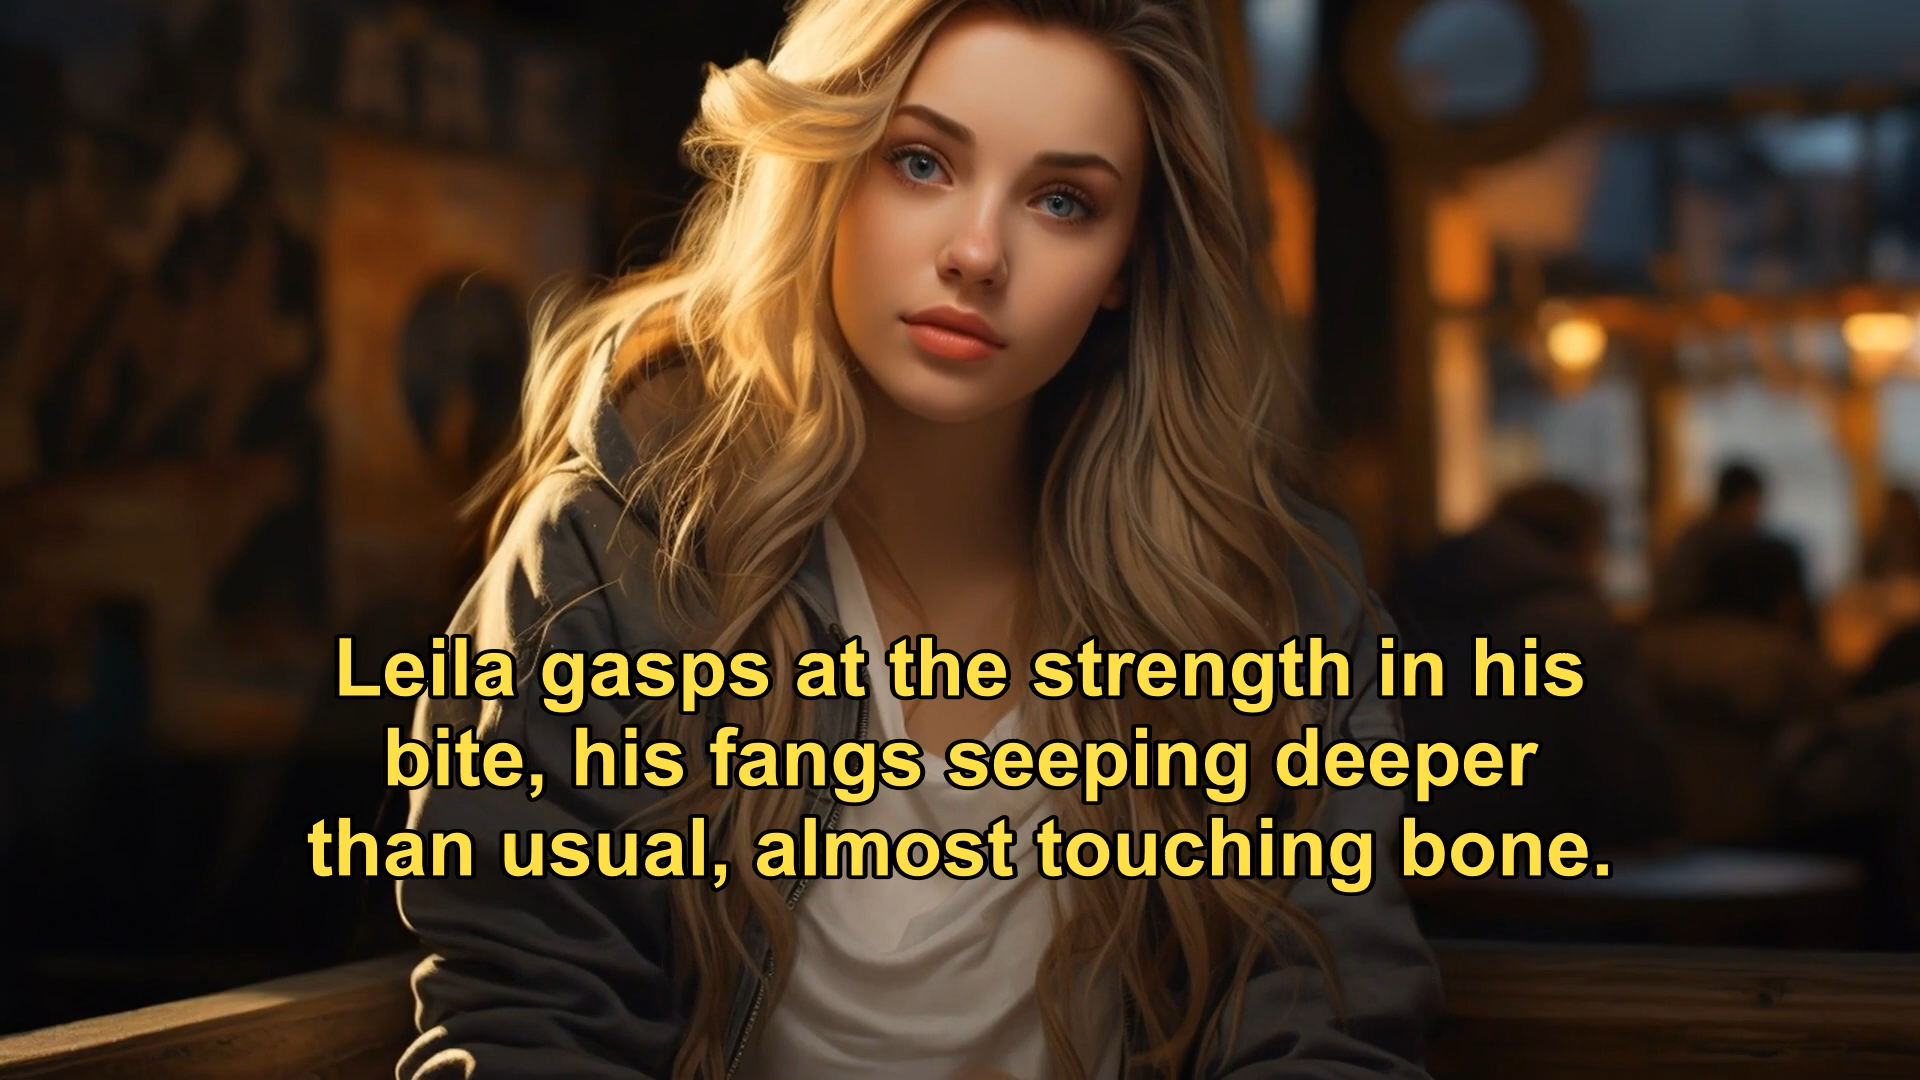 Leila gasps at the strength in his
bite, his fangs seeping deeper
than usual, almost touching bone.